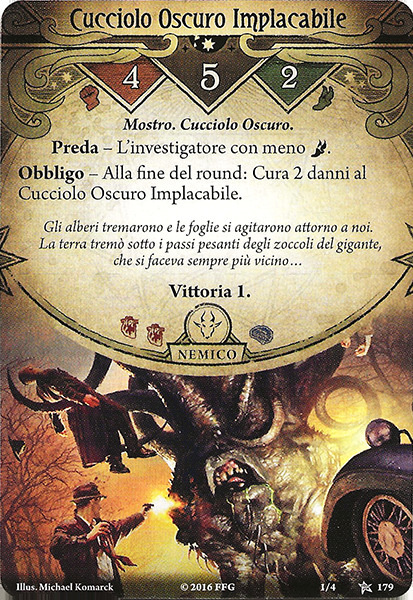 Cucciolo Oscuro Implacabile
4 5 2
Mostro. Cucciolo Oscuro.
Preda – L'investigatore con meno .
Obbligo – Alla fine del round: Cura 2 danni al
Cucciolo Oscuro Implacabile.
Gli alberi tremarono e le foglie si agitarono attorno a noi.
La terra tremò sotto i passi pesanti degli zoccoli del gigante,
che si faceva sempre più vicino…
Vittoria 1.
NEMICO
Illus. Michael Komarck © 2016 FFG 1/4 179